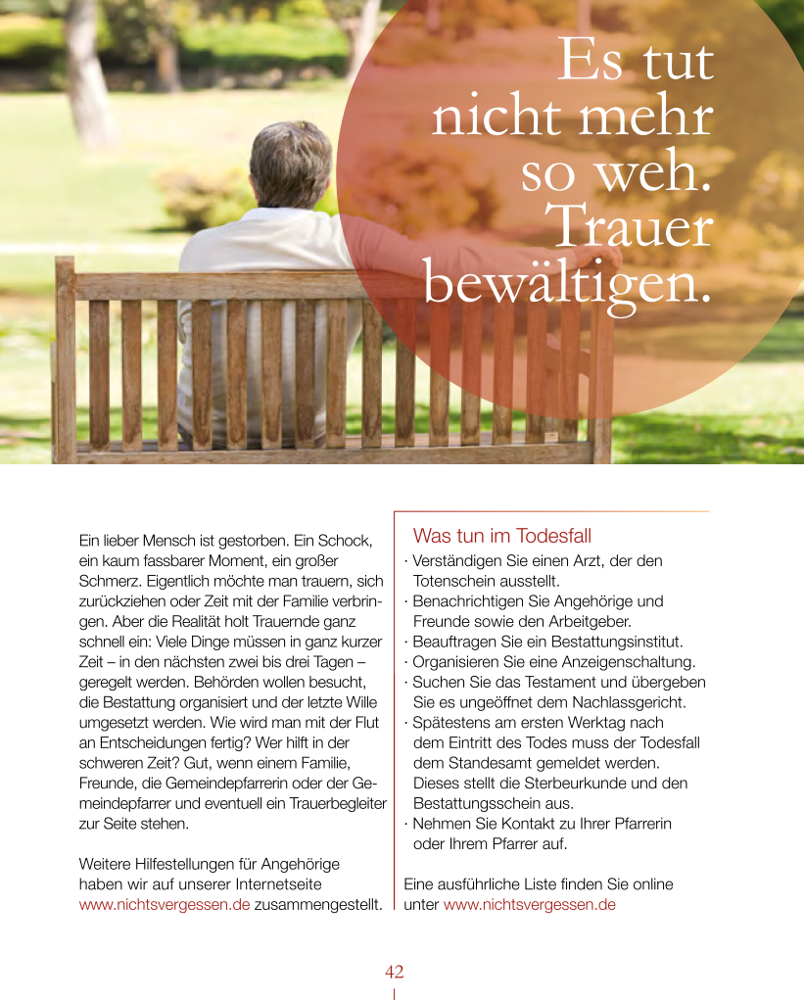 Es tut
nicht mehr
so weh.
Trauer
bewältigen.
Ein lieber Mensch ist gestorben. Ein Schock,
ein kaum fassbarer Moment, ein großer
Schmerz. Eigentlich möchte man trauern, sich
zurückziehen oder Zeit mit der Familie verbrin-
gen. Aber die Realität holt Trauernde ganz
schnell ein: Viele Dinge müssen in ganz kurzer
Zeit – in den nächsten zwei bis drei Tagen –
geregelt werden. Behörden wollen besucht,
die Bestattung organisiert und der letzte Wille
umgesetzt werden. Wie wird man mit der Flut
an Entscheidungen fertig? Wer hilft in der
schweren Zeit? Gut, wenn einem Familie,
Freunde, die Gemeindepfarrerin oder der Ge-
meindepfarrer und eventuell ein Trauerbegleiter
zur Seite stehen.
Weitere Hilfestellungen für Angehörige
haben wir auf unserer Internetseite
www.nichtsvergessen.de zusammengestellt.
Was tun im Todesfall
· Verständigen Sie einen Arzt, der den
Totenschein ausstellt.
· Benachrichtigen Sie Angehörige und
Freunde sowie den Arbeitgeber.
· Beauftragen Sie ein Bestattungsinstitut.
· Organisieren Sie eine Anzeigenschaltung.
· Suchen Sie das Testament und übergeben
Sie es ungeöffnet dem Nachlassgericht.
· Spätestens am ersten Werktag nach
dem Eintritt des Todes muss der Todesfall
dem Standesamt gemeldet werden.
Dieses stellt die Sterbeurkunde und den
Bestattungsschein aus.
· Nehmen Sie Kontakt zu Ihrer Pfarrerin
oder Ihrem Pfarrer auf.
Eine ausführliche Liste finden Sie online
unter www.nichtsvergessen.de
42